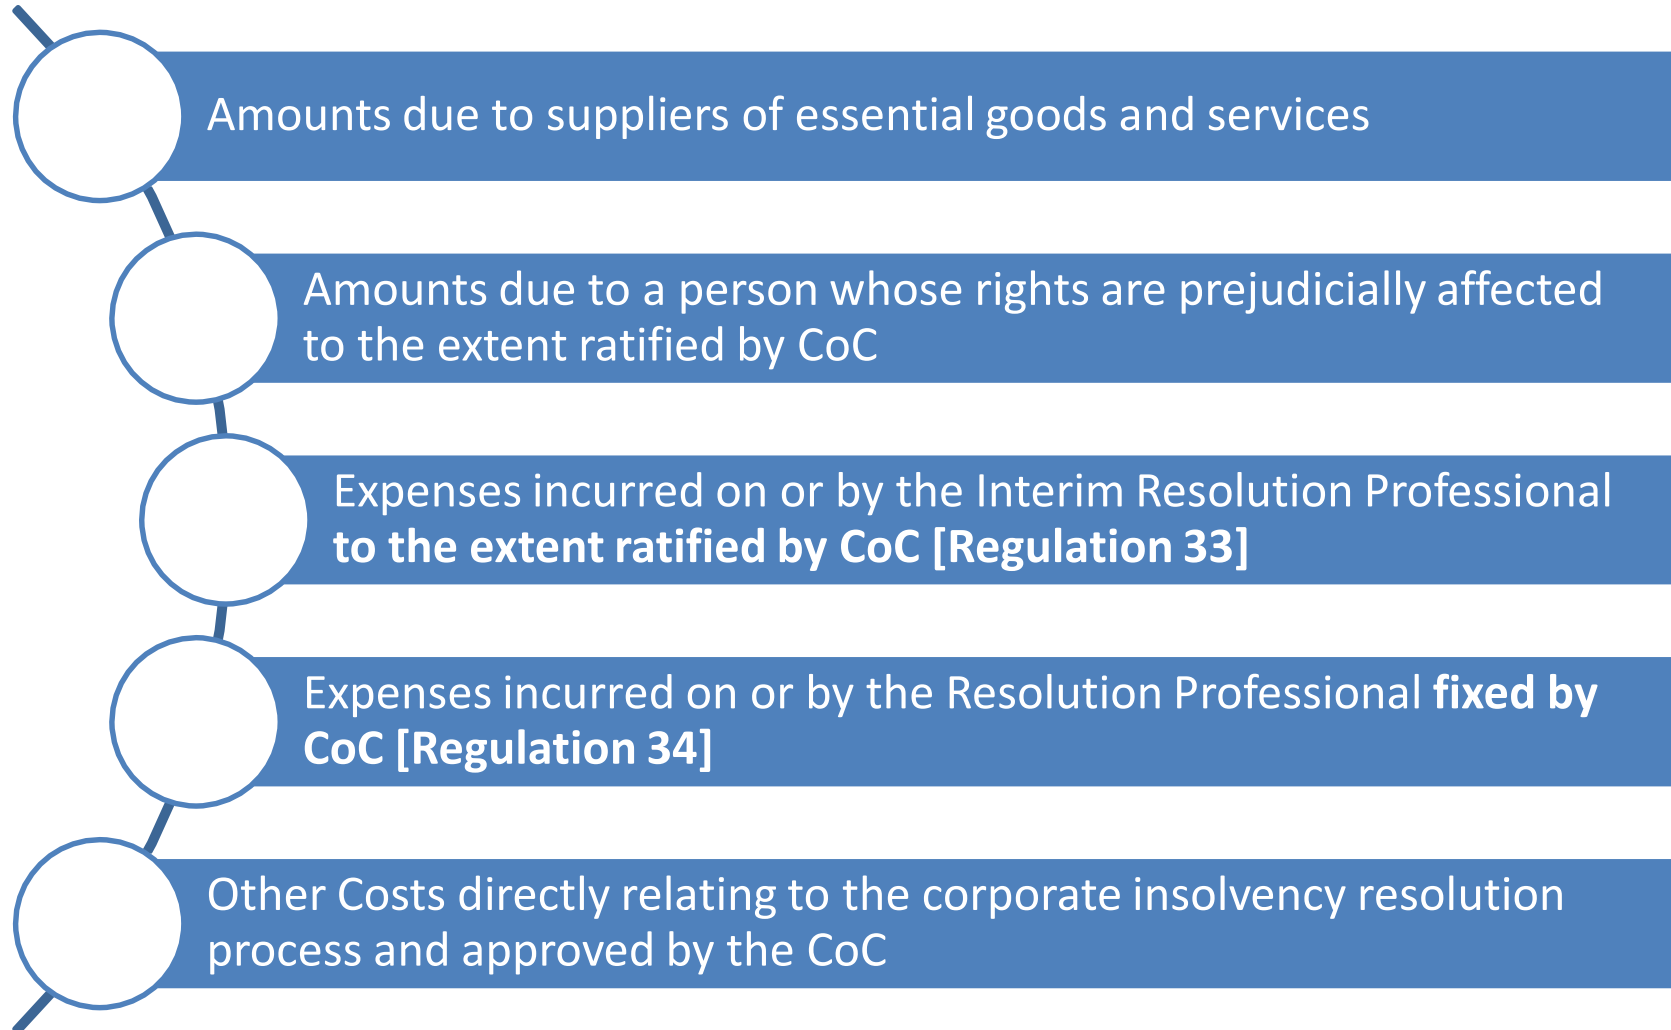 Amounts due to suppliers of essential goods and services
Amounts due to a person whose rights are prejudicially affected
to the extent ratified by CoC
Expenses incurred on or by the Interim Resolution Professional
to the extent ratified by CoC [Regulation 33]
Expenses incurred on or by the Resolution Professional fixed by
CoC [Regulation 34]
Other Costs directly relating to the corporate insolvency resolution
process and approved by the CoC